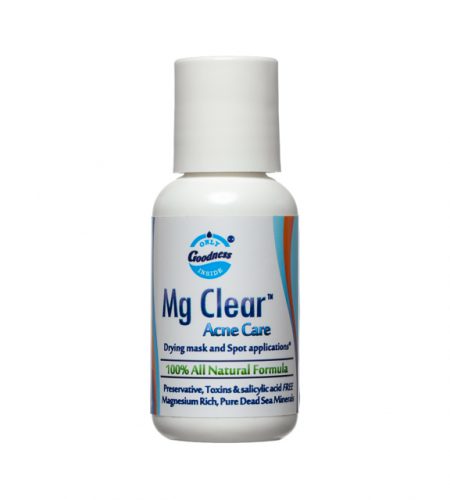 ONLY
Goodness
INSIDE
Mg Clear™
Acne Care
Drying mask and Spot applications*
100% All Natural Formula
Preservative, Toxins & salicylic acid FREE
Magnesium Rich, Pure Dead Sea Minerals